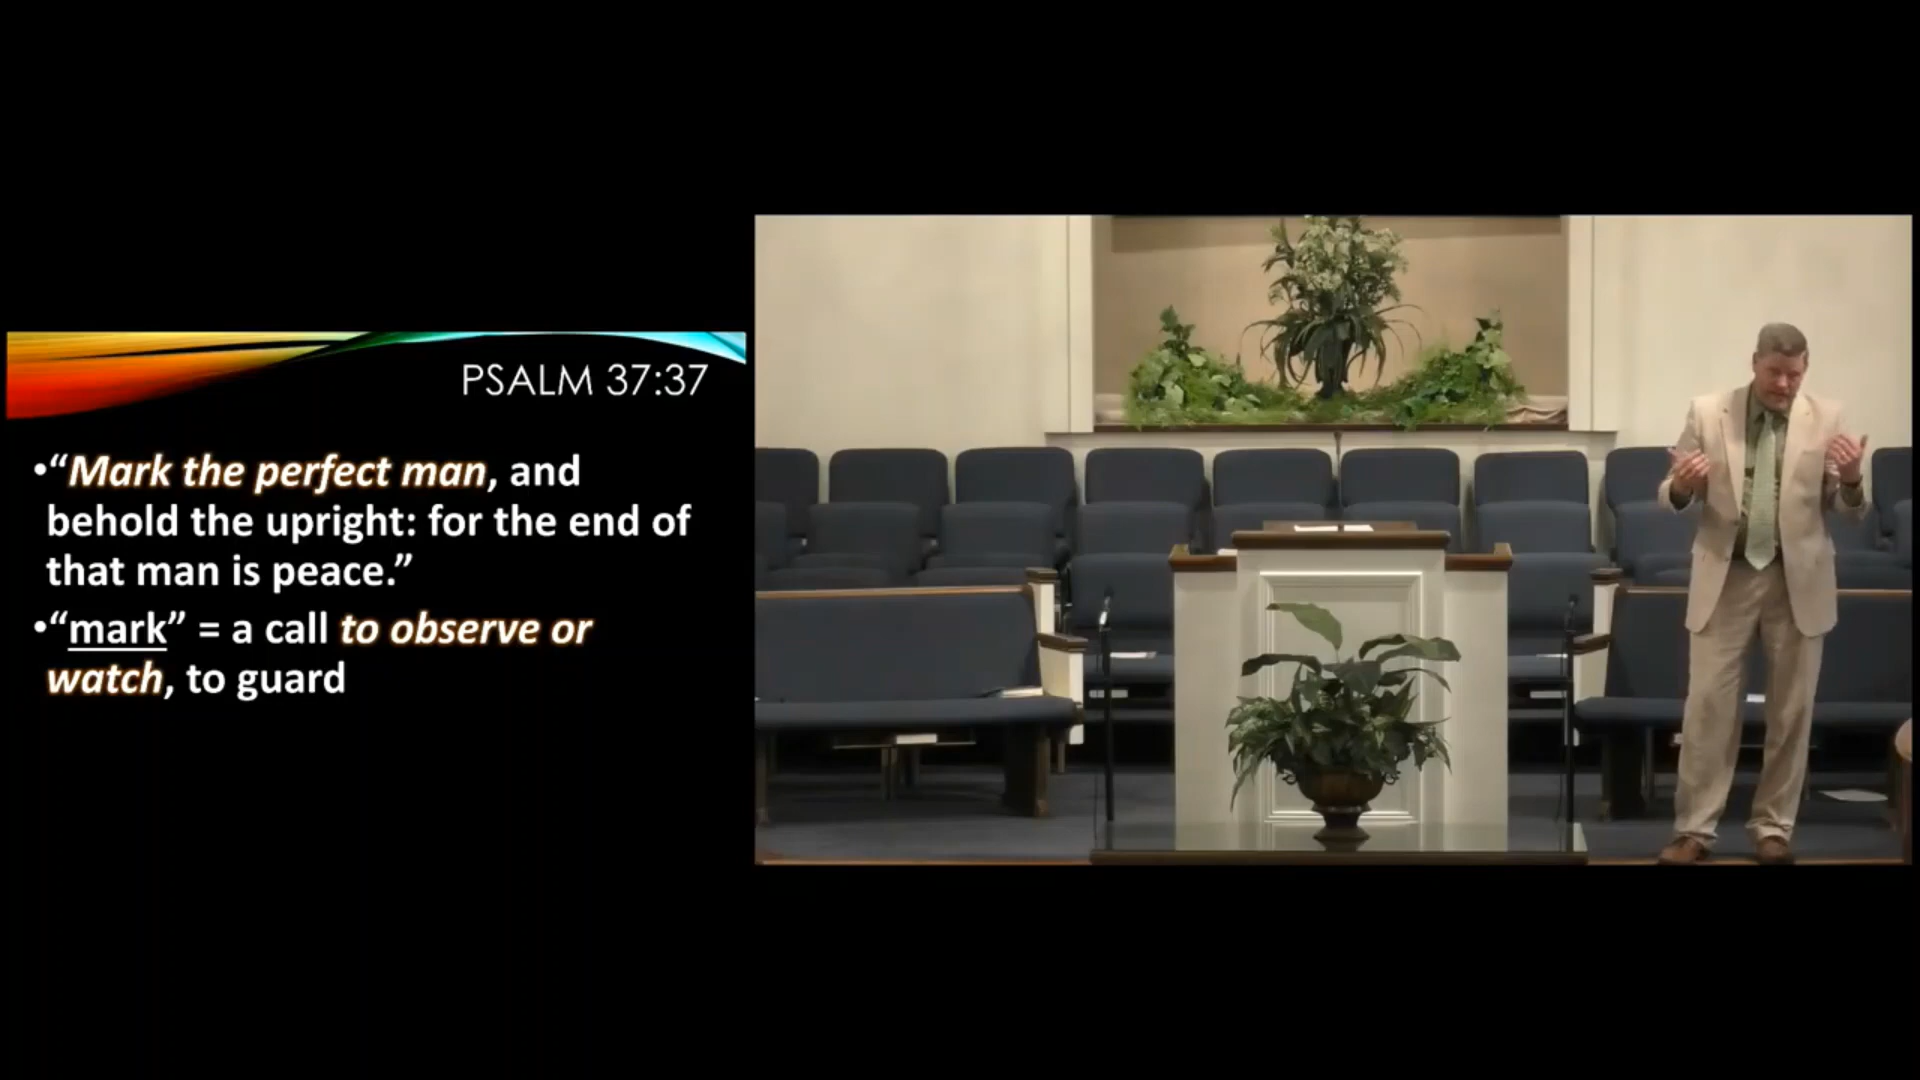 PSALM 37:37
•“Mark the perfect man, and
behold the upright: for the end of
that man is peace.”
•“mark” = a call to observe or
watch, to guard